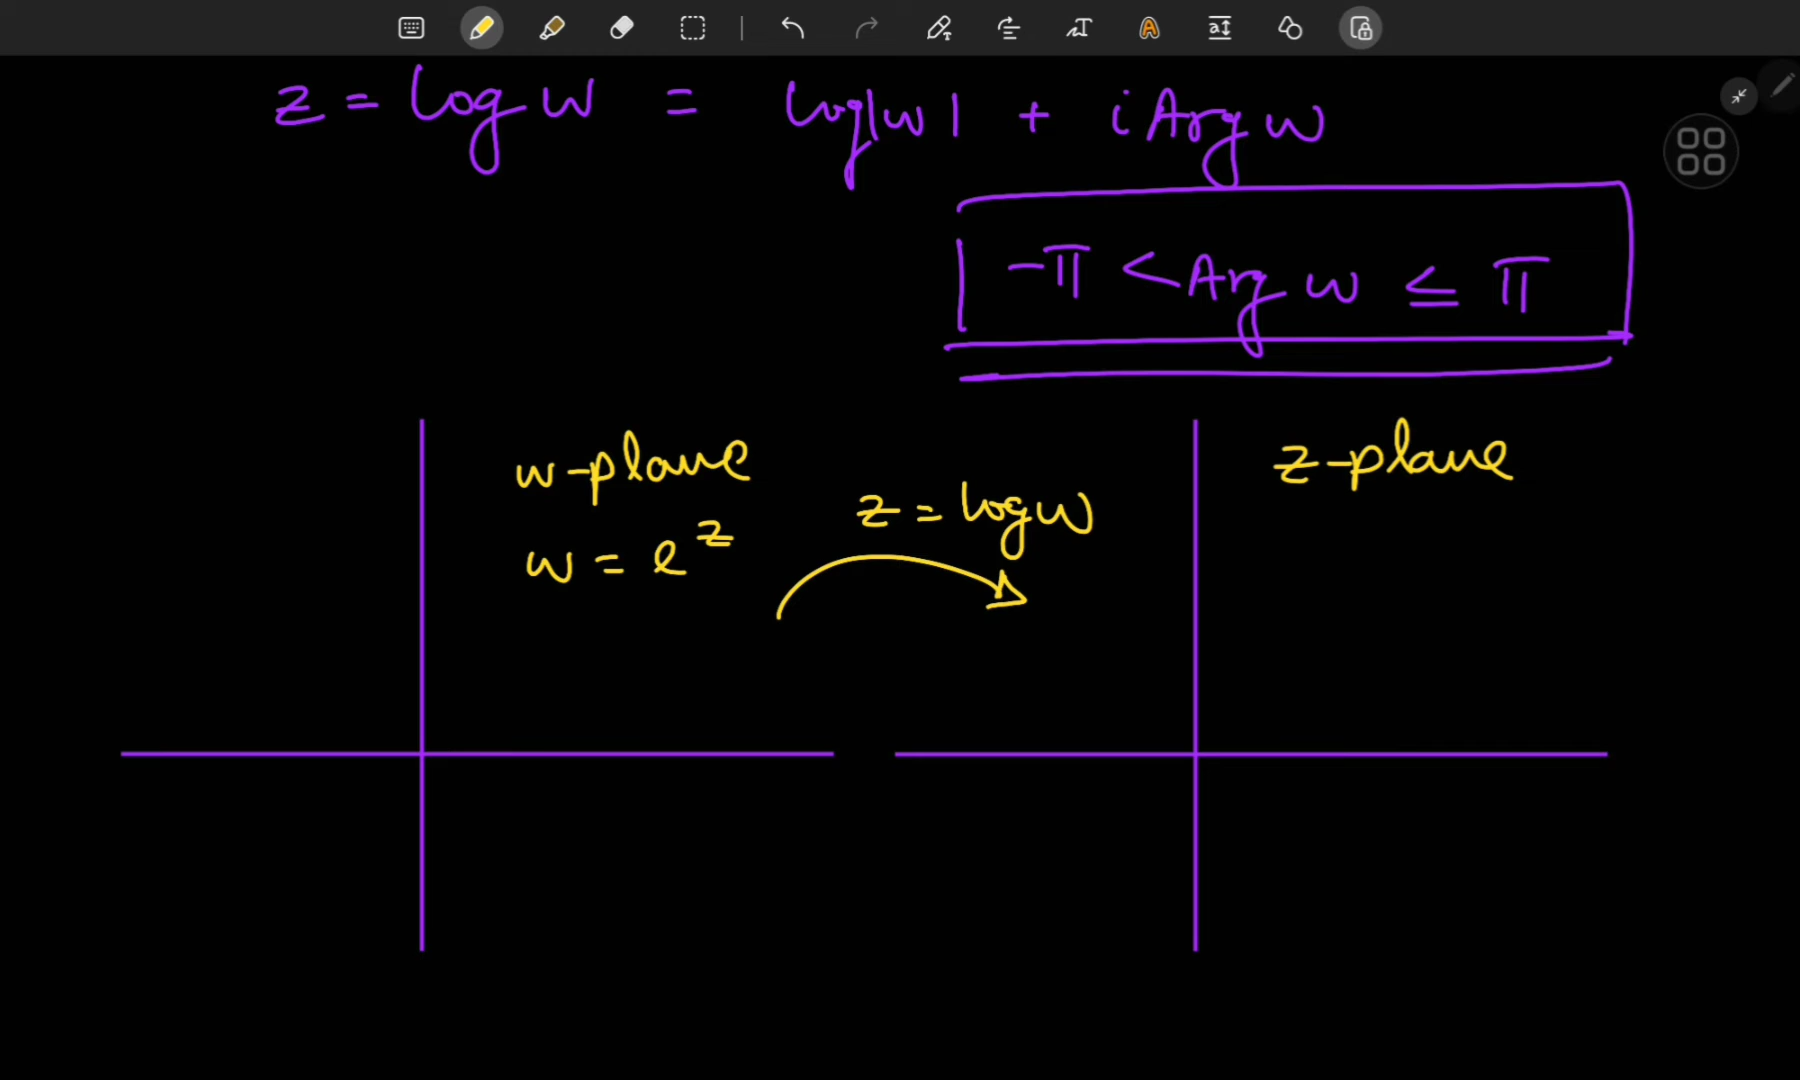 z = log w = log|w| + i Arg w
-π < Arg w ≤ π
w-plane
z = log w
w = e^z
z-plane